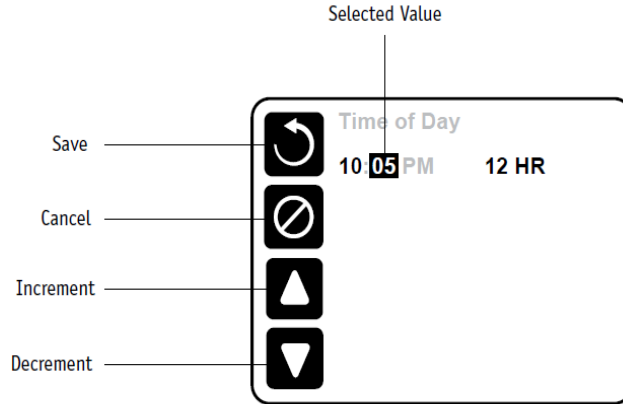 Selected Value
Time of Day
Save
10:05 PM 12 HR
Cancel
Increment
Decrement